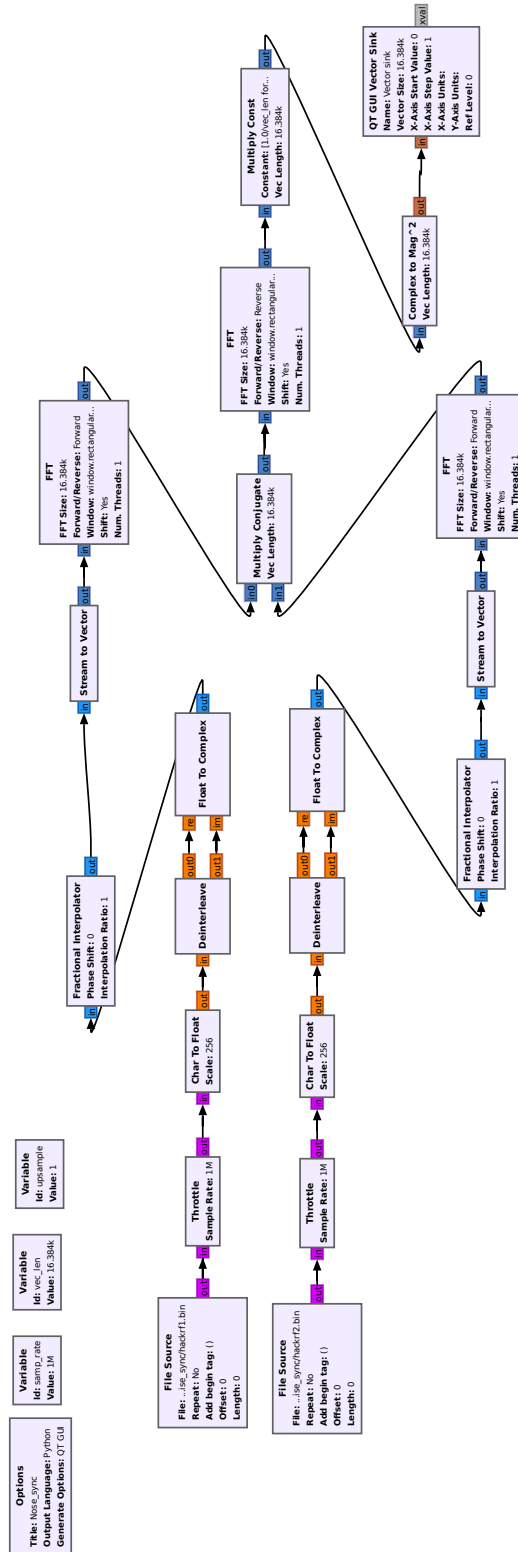 Options
Title: Nose_sync
Output Language: Python
Generate Options: QT GUI
Variable
Id: samp_rate
Value: 1M
Variable
Id: vec_len
Value: 16.384k
Variable
Id: upsample
Value: 1
File Source
File: ...ise_sync/hackrf1.bin
Repeat: No
Add begin tag: ()
Offset: 0
Length: 0
out
in
Throttle
Sample Rate: 1M
out
in
Char To Float
Scale: 256
out
in
Deinterleave
out0
out1
re
im
Float To Complex
out
in
Fractional Interpolator
Phase Shift: 0
Interpolation Ratio: 1
out
in
Stream to Vector
out
in
FFT
FFT Size: 16.384k
Forward/Reverse: Forward
Window: window.rectangular...
Shift: Yes
Num. Threads: 1
out
File Source
File: ...ise_sync/hackrf2.bin
Repeat: No
Add begin tag: ()
Offset: 0
Length: 0
out
in
Throttle
Sample Rate: 1M
out
in
Char To Float
Scale: 256
out
in
Deinterleave
out0
out1
re
im
Float To Complex
out
in
Fractional Interpolator
Phase Shift: 0
Interpolation Ratio: 1
out
in
Stream to Vector
out
in
FFT
FFT Size: 16.384k
Forward/Reverse: Forward
Window: window.rectangular...
Shift: Yes
Num. Threads: 1
out
in0
in1
Multiply Conjugate
Vec Length: 16.384k
out
in
FFT
FFT Size: 16.384k
Forward/Reverse: Reverse
Window: window.rectangular...
Shift: Yes
Num. Threads: 1
out
in
Multiply Const
Constant: [1.0/vec_len for...
Vec Length: 16.384k
out
in
Complex to Mag^2
Vec Length: 16.384k
out
in
QT GUI Vector Sink
Name: Vector sink
Vector Size: 16.384k
X-Axis Start Value: 0
X-Axis Step Value: 1
X-Axis Units:
Y-Axis Units:
Ref Level: 0
xval